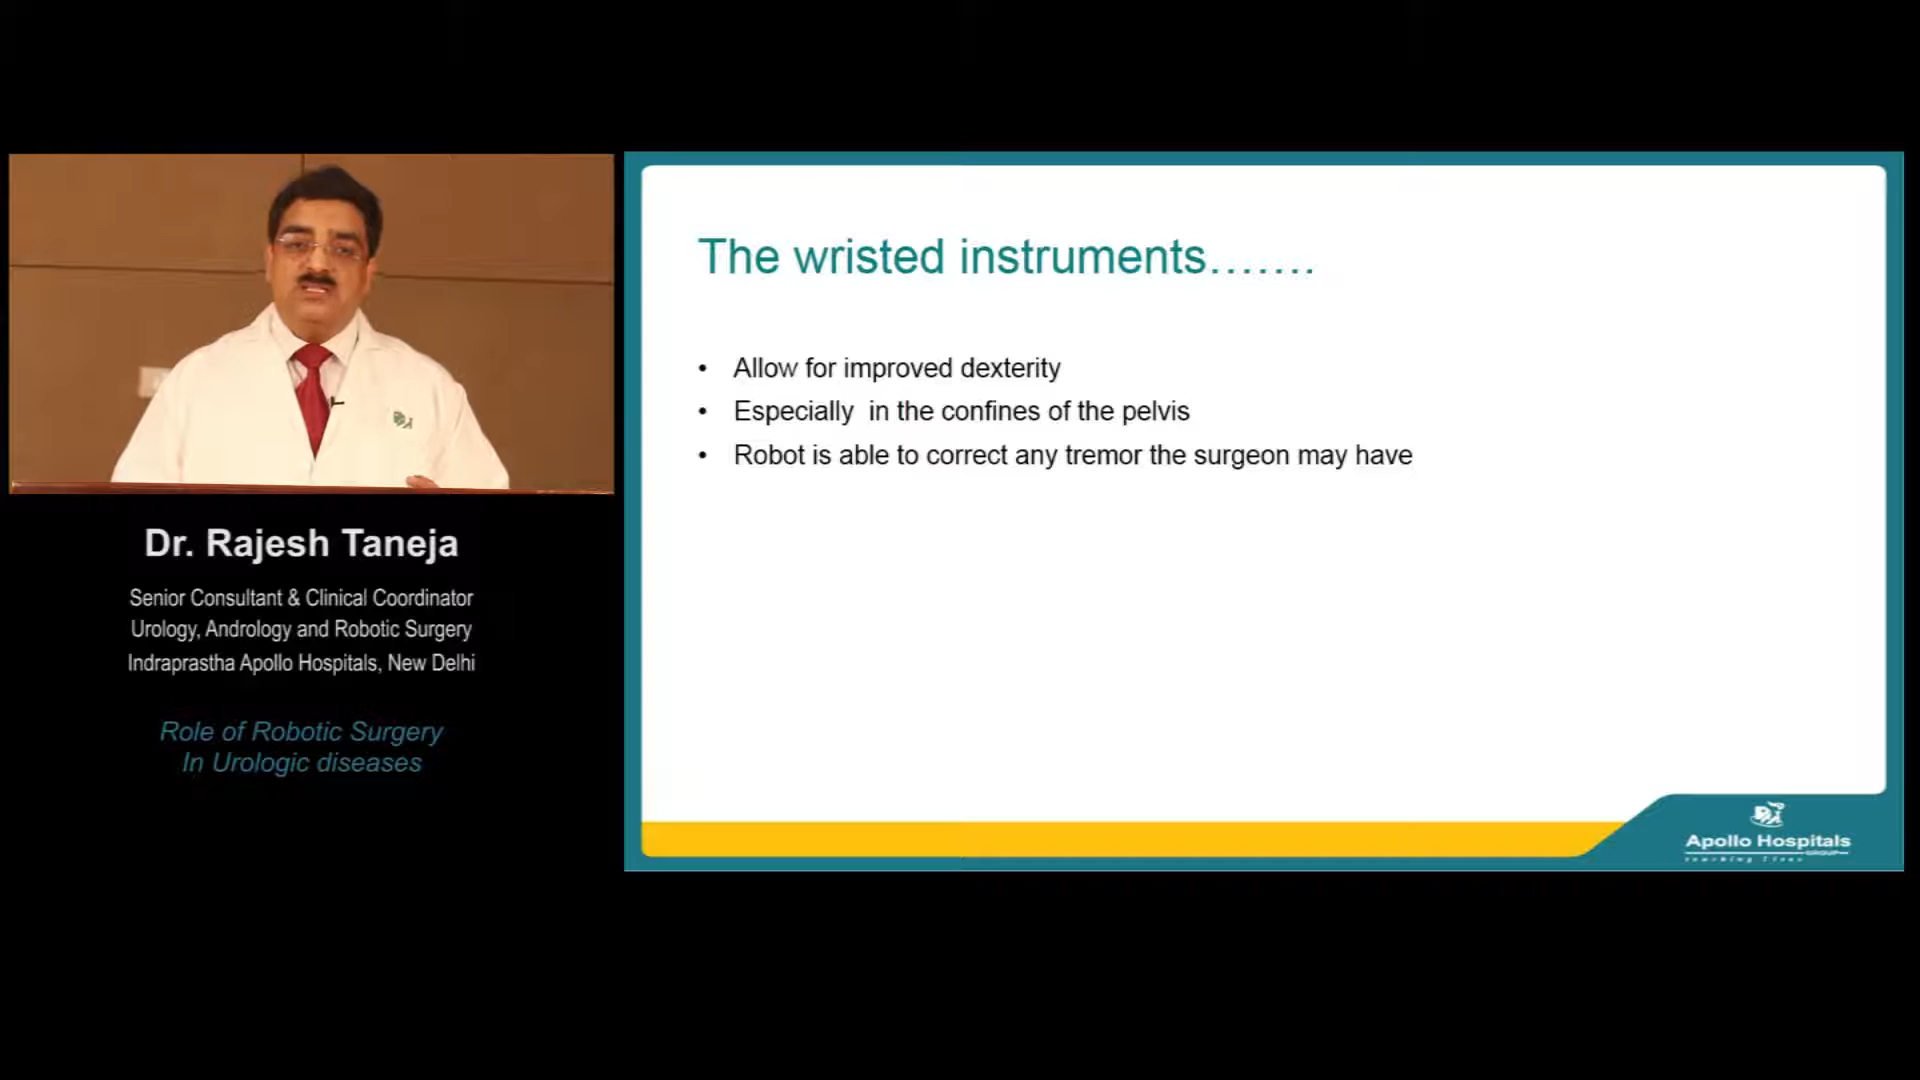 Dr. Rajesh Taneja
Senior Consultant & Clinical Coordinator
Urology, Andrology and Robotic Surgery
Indraprastha Apollo Hospitals, New Delhi
Role of Robotic Surgery
In Urologic diseases
The wristed instruments…….
• Allow for improved dexterity
• Especially  in the confines of the pelvis
• Robot is able to correct any tremor the surgeon may have
Apollo Hospitals